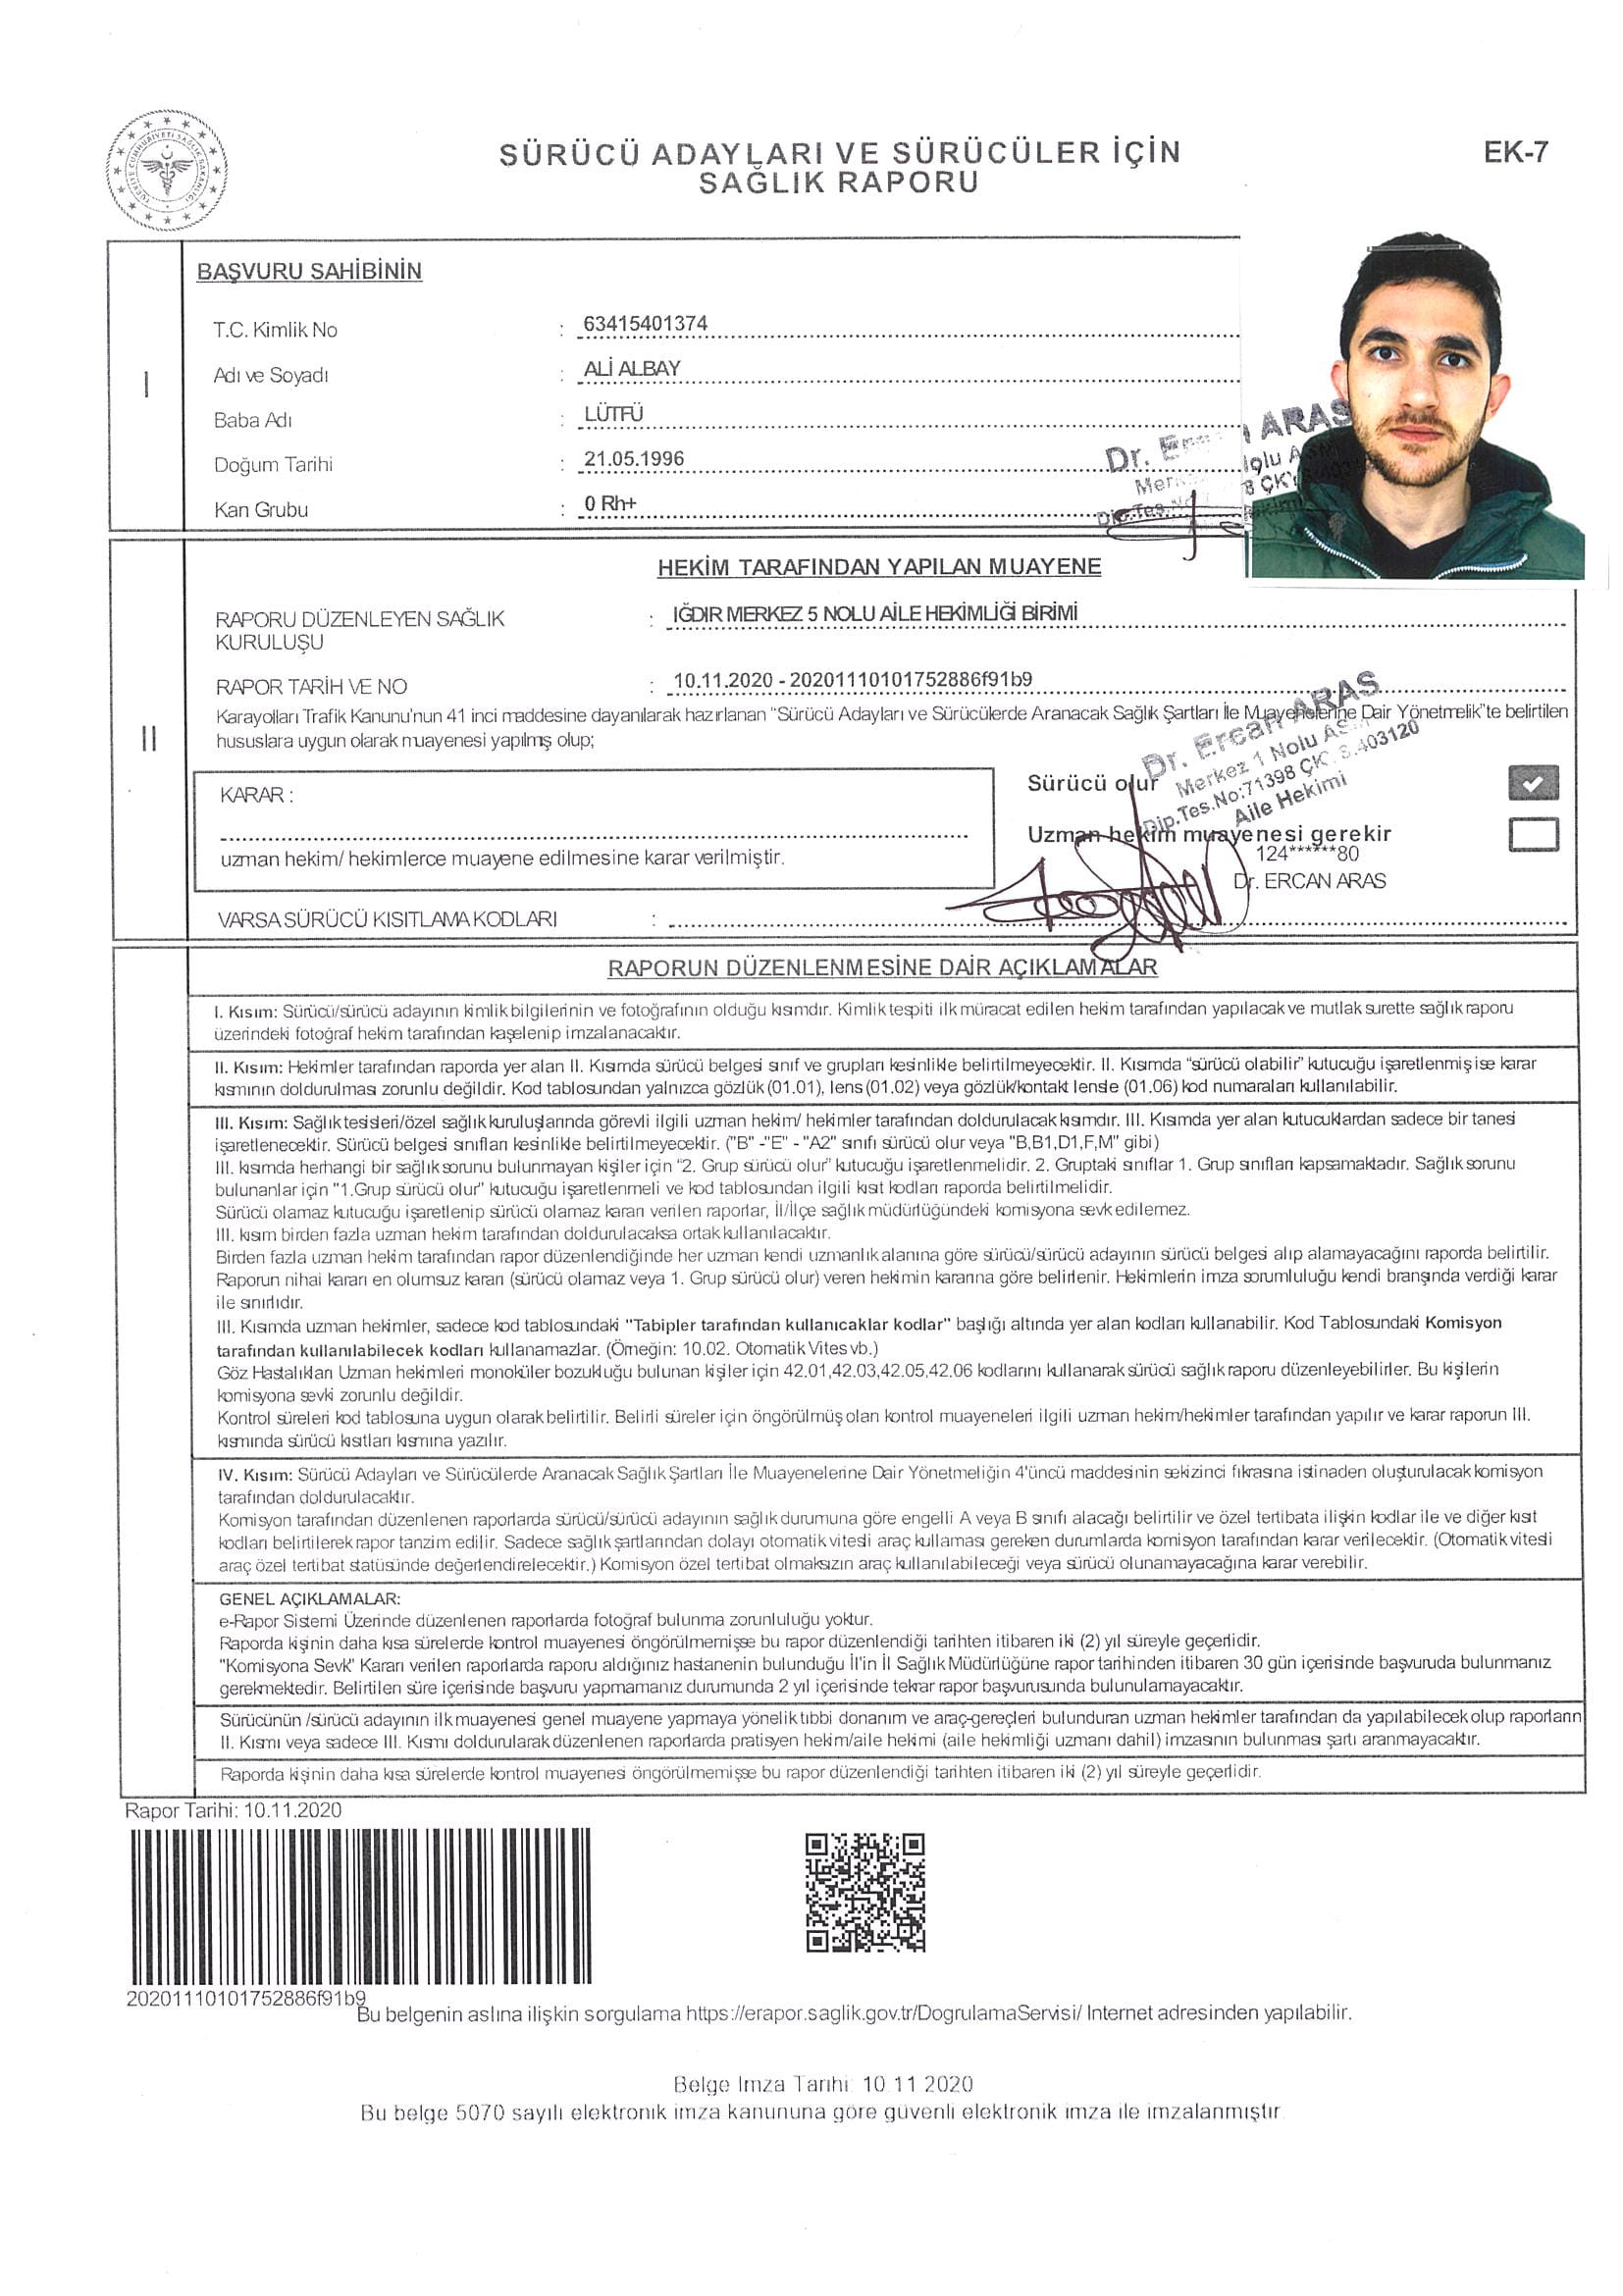 SÜRÜCÜ ADAYLARI VE SÜRÜCÜLER İÇİN
SAĞLIK RAPORU
EK-7
I
BAŞVURU SAHİBİNİN
T.C. Kimlik No : 63415401374
Adı ve Soyadı : ALİ ALBAY
Baba Adı : LÜTFÜ
Doğum Tarihi : 21.05.1996
Kan Grubu : 0 Rh+
II
HEKİM TARAFINDAN YAPILAN MUAYENE
RAPORU DÜZENLEYEN SAĞLIK
KURULUŞU : IĞDIR MERKEZ 5 NOLU AİLE HEKİMLİĞİ BİRİMİ
RAPOR TARİH VE NO : 10.11.2020 - 20201110101752886f91b9
Karayolları Trafik Kanunu'nun 41 inci maddesine dayanılarak hazırlanan "Sürücü Adayları ve Sürücülerde Aranacak Sağlık Şartları İle Muayenelerine Dair Yönetmelik"te belirtilen
hususlara uygun olarak muayenesi yapılmış olup;
KARAR :
uzman hekim/ hekimlerce muayene edilmesine karar verilmiştir.
Sürücü olur
Uzman hekim muayenesi gerekir
124******80
Dr. ERCAN ARAS
Dr. Ercan ARAS
Merkez 1 Nolu
Dip.Tes.No:71398
Aile Hekimi
VARSA SÜRÜCÜ KISITLAMA KODLARI :
RAPORUN DÜZENLENMESİNE DAİR AÇIKLAMALAR
I. Kısım: Sürücü/sürücü adayının kimlik bilgilerinin ve fotoğrafının olduğu kısımdır. Kimlik tespiti ilk müracat edilen hekim tarafından yapılacak ve mutlak surette sağlık raporu
üzerindeki fotoğraf hekim tarafından kaşelenip imzalanacaktır.
II. Kısım: Hekimler tarafından raporda yer alan II. Kısımda sürücü belgesi sınıf ve grupları kesinlikle belirtilmeyecektir. II. Kısımda "sürücü olabilir" kutucuğu işaretlenmiş ise karar
kısmının doldurulması zorunlu değildir. Kod tablosundan yalnızca gözlük (01.01), lens (01.02) veya gözlük/kontakt lensle (01.06) kod numaraları kullanılabilir.
III. Kısım: Sağlık tesisleri/özel sağlık kuruluşlarında görevli ilgili uzman hekim/ hekimler tarafından doldurulacak kısımdır. III. Kısımda yer alan kutucuklardan sadece bir tanesi
işaretlenecektir. Sürücü belgesi sınıfları kesinlikle belirtilmeyecektir. ("B" -"E" - "A2" sınıfı sürücü olur veya "B,B1,D1,F,M" gibi)
III. kısımda herhangi bir sağlık sorunu bulunmayan kişiler için "2. Grup sürücü olur" kutucuğu işaretlenmelidir. 2. Gruptaki sınıflar 1. Grup sınıfları kapsamaktadır. Sağlık sorunu
bulunanlar için "1.Grup sürücü olur" kutucuğu işaretlenmeli ve kod tablosundan ilgili kısıt kodları raporda belirtilmelidir.
Sürücü olamaz kutucuğu işaretlenip sürücü olamaz kararı verilen raporlar, İl/İlçe sağlık müdürlüğündeki komisyona sevk edilemez.
III. kısım birden fazla uzman hekim tarafından doldurulacaksa ortak kullanılacaktır.
Birden fazla uzman hekim tarafından rapor düzenlendiğinde her uzman kendi uzmanlık alanına göre sürücü/sürücü adayının sürücü belgesi alıp alamayacağını raporda belirtilir.
Raporun nihai kararı en olumsuz kararı (sürücü olamaz veya 1. Grup sürücü olur) veren hekimin kararına göre belirlenir. Hekimlerin imza sorumluluğu kendi branşında verdiği karar
ile sınırlıdır.
III. Kısımda uzman hekimler, sadece kod tablosundaki "Tabipler tarafından kullanıcaklar kodlar" başlığı altında yer alan kodları kullanabilir. Kod Tablosundaki Komisyon
tarafından kullanılabilecek kodları kullanamazlar. (Örneğin: 10.02. Otomatik Vites vb.)
Göz Hastalıkları Uzman hekimleri monoküler bozukluğu bulunan kişiler için 42.01,42.03,42.05,42.06 kodlarını kullanarak sürücü sağlık raporu düzenleyebilirler. Bu kişilerin
komisyona sevki zorunlu değildir.
Kontrol süreleri kod tablosuna uygun olarak belirtilir. Belirli süreler için öngörülmüş olan kontrol muayeneleri ilgili uzman hekim/hekimler tarafından yapılır ve karar raporun III.
kısmında sürücü kısıtları kısmına yazılır.
IV. Kısım: Sürücü Adayları ve Sürücülerde Aranacak Sağlık Şartları İle Muayenelerine Dair Yönetmeliğin 4'üncü maddesinin sekizinci fıkrasına istinaden oluşturulacak komisyon
tarafından doldurulacaktır.
Komisyon tarafından düzenlenen raporlarda sürücü/sürücü adayının sağlık durumuna göre engelli A veya B sınıfı alacağı belirtilir ve özel tertibata ilişkin kodlar ile ve diğer kısıt
kodları belirtilerek rapor tanzim edilir. Sadece sağlık şartlarından dolayı otomatik vitesli araç kullaması gereken durumlarda komisyon tarafından karar verilecektir. (Otomatik vitesli
araç özel tertibat statüsünde değerlendirelecektir.) Komisyon özel tertibat olmaksızın araç kullanılabileceği veya sürücü olunamayacağına karar verebilir.
GENEL AÇIKLAMALAR:
e-Rapor Sistemi Üzerinde düzenlenen raporlarda fotoğraf bulunma zorunluluğu yoktur.
Raporda kişinin daha kısa sürelerde kontrol muayenesi öngörülmemişse bu rapor düzenlendiği tarihten itibaren iki (2) yıl süreyle geçerlidir.
"Komisyona Sevk" Kararı verilen raporlarda raporu aldığınız hastanenin bulunduğu İl'in İl Sağlık Müdürlüğüne rapor tarihinden itibaren 30 gün içerisinde başvuruda bulunmanız
gerekmektedir. Belirtilen süre içerisinde başvuru yapmamanız durumunda 2 yıl içerisinde tekrar rapor başvurusunda bulunulamayacaktır.
Sürücünün /sürücü adayının ilk muayenesi genel muayene yapmaya yönelik tıbbi donanım ve araç-gereçleri bulunduran uzman hekimler tarafından da yapılabilecek olup raporların
II. Kısmı veya sadece III. Kısmı doldurularak düzenlenen raporlarda pratisyen hekim/aile hekimi (aile hekimliği uzmanı dahil) imzasının bulunması şartı aranmayacaktır.
Raporda kişinin daha kısa sürelerde kontrol muayenesi öngörülmemişse bu rapor düzenlendiği tarihten itibaren iki (2) yıl süreyle geçerlidir.
Rapor Tarihi: 10.11.2020
20201110101752886f91b9
Bu belgenin aslına ilişkin sorgulama https://erapor.saglik.gov.tr/DogrulamaServisi/ Internet adresinden yapılabilir.
Belge İmza Tarihi: 10.11.2020
Bu belge 5070 sayılı elektronik imza kanununa göre güvenli elektronik imza ile imzalanmıştır